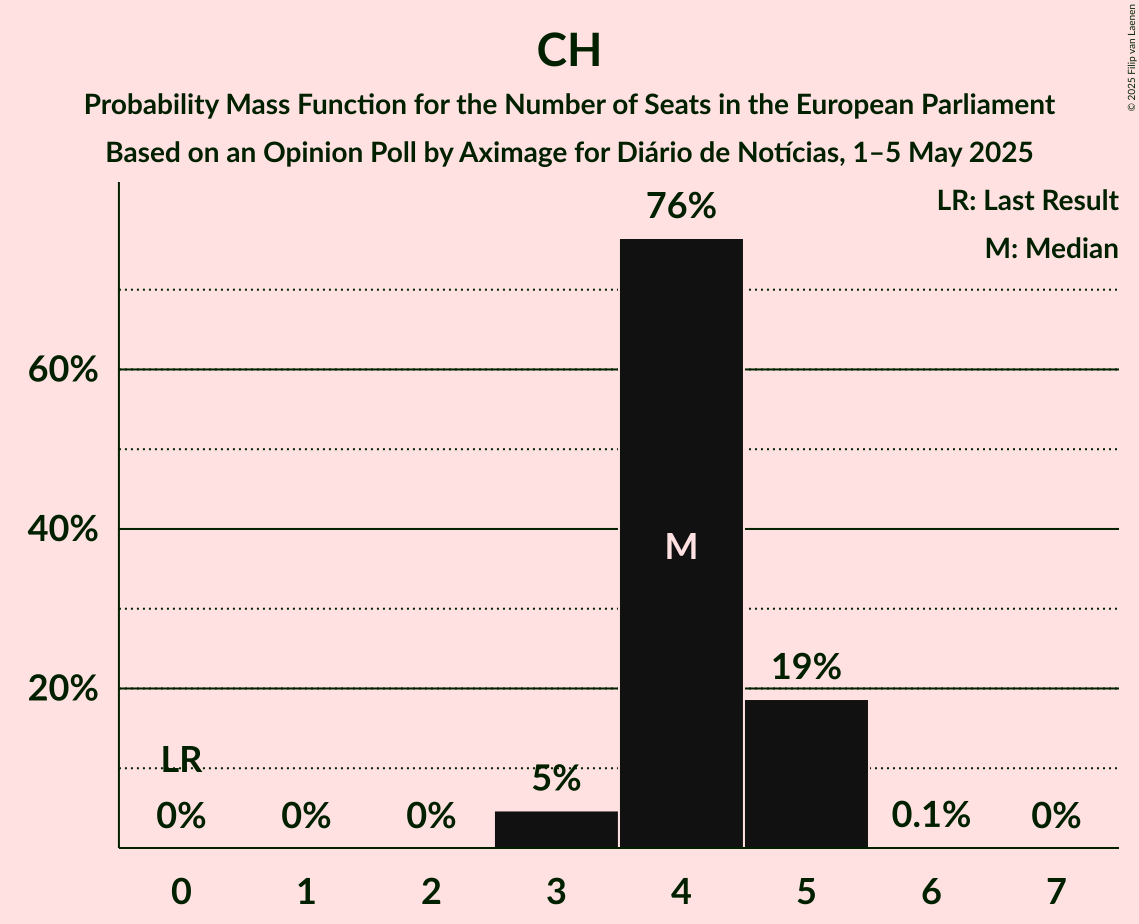 CH
Probability Mass Function for the Number of Seats in the European Parliament
Based on an Opinion Poll by Aximage for Diário de Notícias, 1–5 May 2025
© 2025 Filip van Laenen
LR: Last Result
M: Median
76%
60%
40%
M
20%
19%
LR
5%
0%
0%
0%
0.1%
0%
0
1
2
3
4
5
6
7